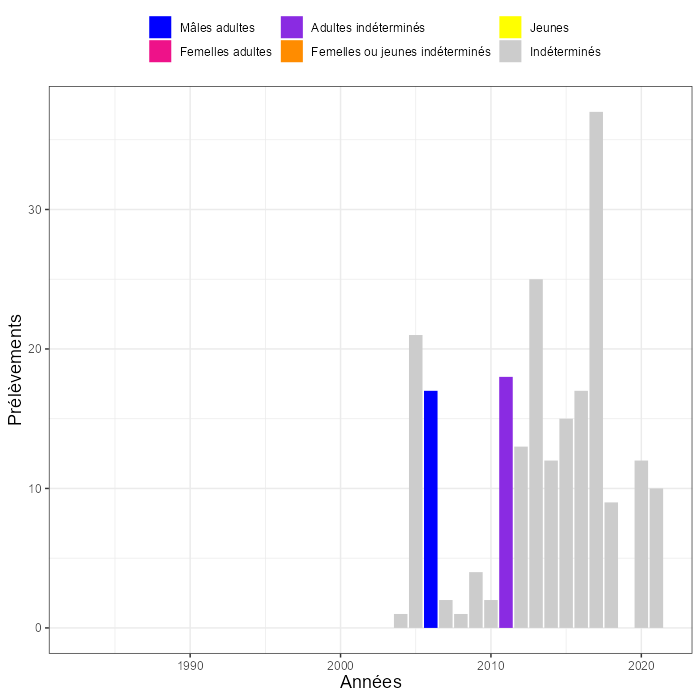 Mâles adultes Adultes indéterminés Jeunes
Femelles adultes Femelles ou jeunes indéterminés Indéterminés
Prélèvements
30
20
10
0
1990 2000 2010 2020
Années